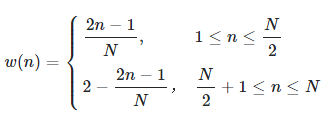 w(n) = { (2n − 1)/N, 1 ≤ n ≤ N/2
2 − (2n − 1)/N, N/2 + 1 ≤ n ≤ N